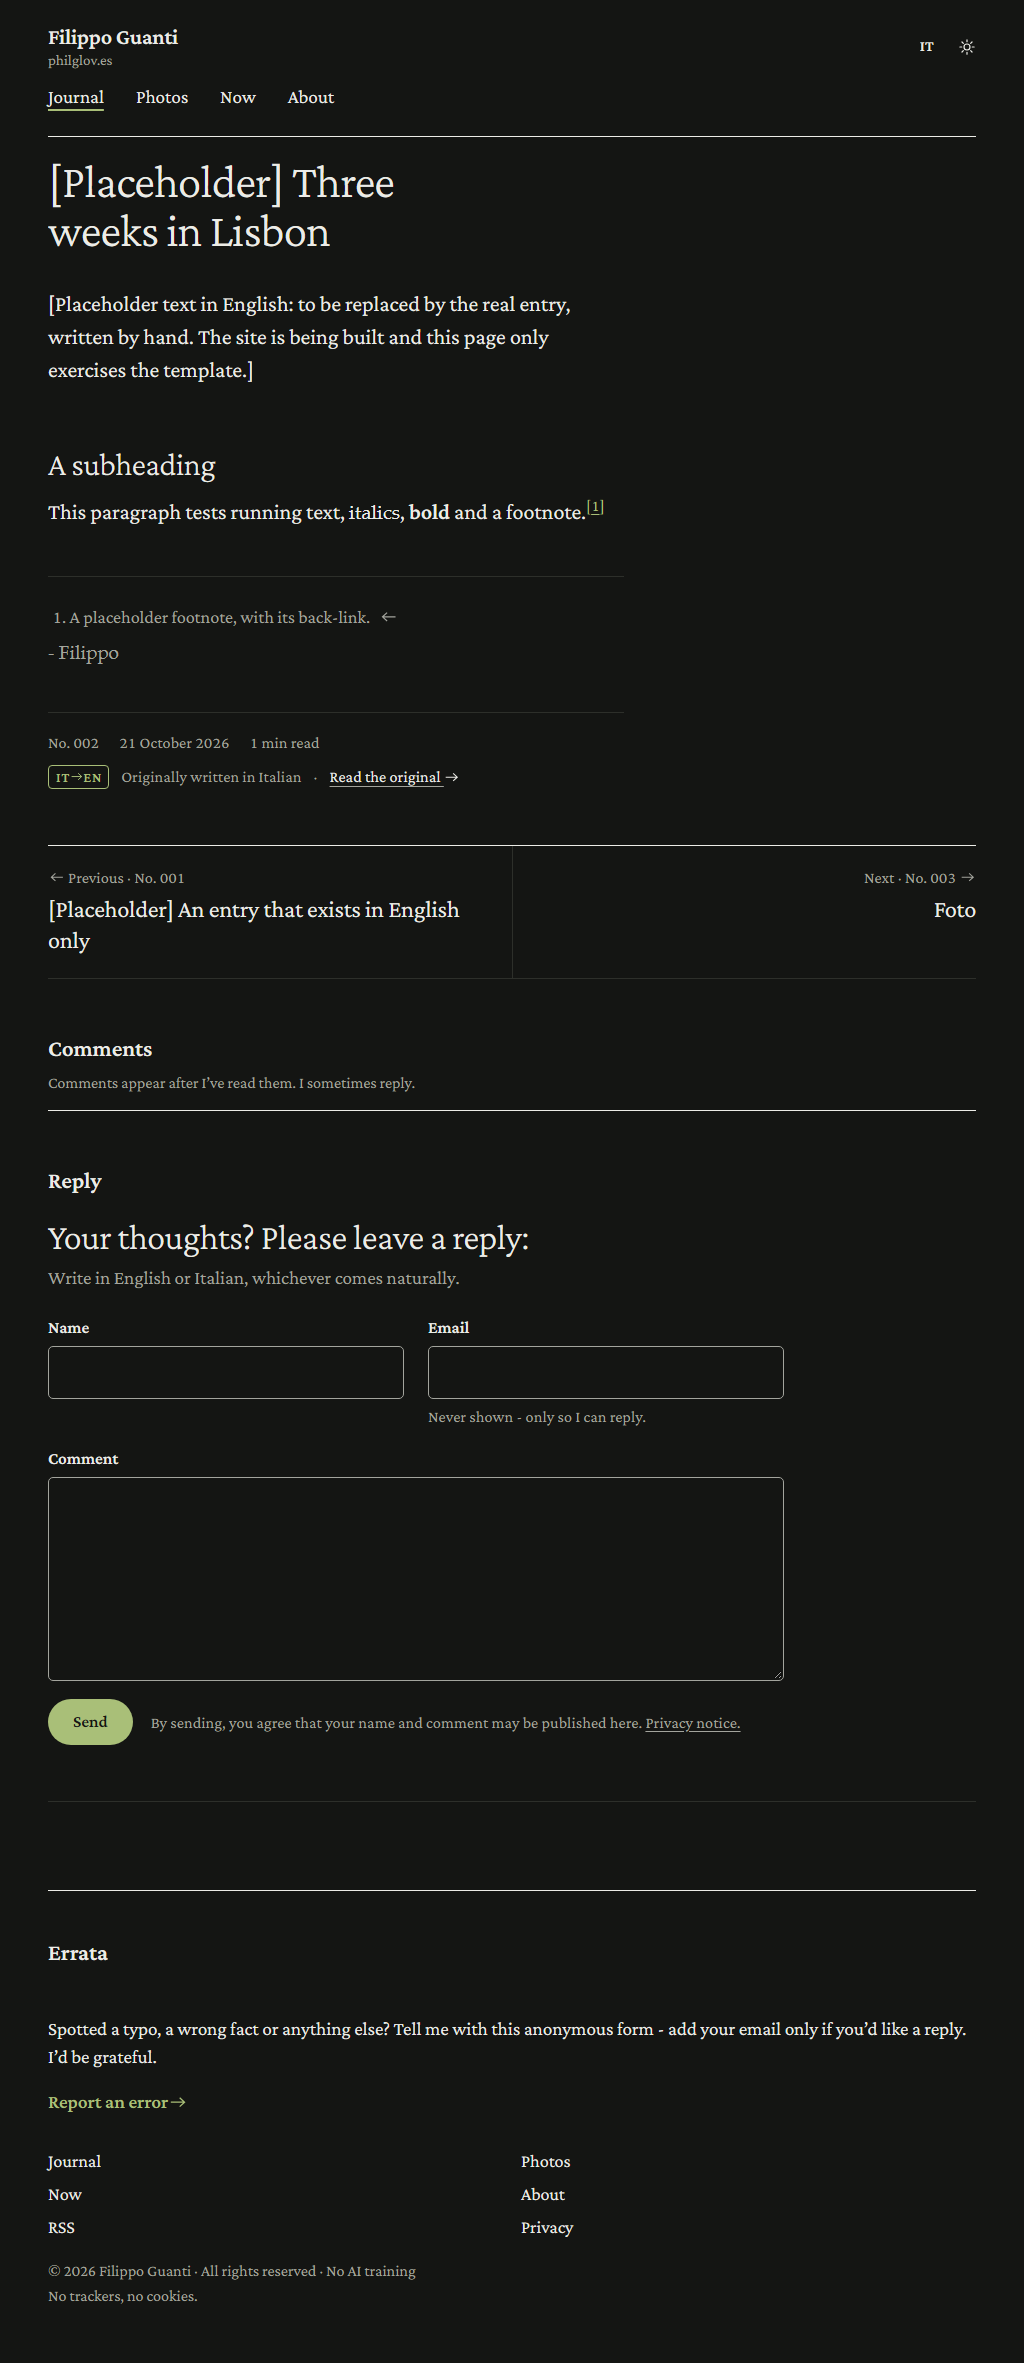 Filippo Guanti
philglov.es
IT
Journal Photos Now About
[Placeholder] Three
weeks in Lisbon
[Placeholder text in English: to be replaced by the real entry,
written by hand. The site is being built and this page only
exercises the template.]
A subheading
This paragraph tests running text, italics, bold and a footnote.[1]
1. A placeholder footnote, with its back-link. ←
- Filippo
No. 002 21 October 2026 1 min read
IT→EN Originally written in Italian · Read the original →
← Previous · No. 001
[Placeholder] An entry that exists in English
only
Next · No. 003 →
Foto
Comments
Comments appear after I’ve read them. I sometimes reply.
Reply
Your thoughts? Please leave a reply:
Write in English or Italian, whichever comes naturally.
Name Email
Never shown - only so I can reply.
Comment
Send By sending, you agree that your name and comment may be published here. Privacy notice.
Errata
Spotted a typo, a wrong fact or anything else? Tell me with this anonymous form - add your email only if you’d like a reply.
I’d be grateful.
Report an error→
Journal Photos
Now About
RSS Privacy
© 2026 Filippo Guanti · All rights reserved · No AI training
No trackers, no cookies.